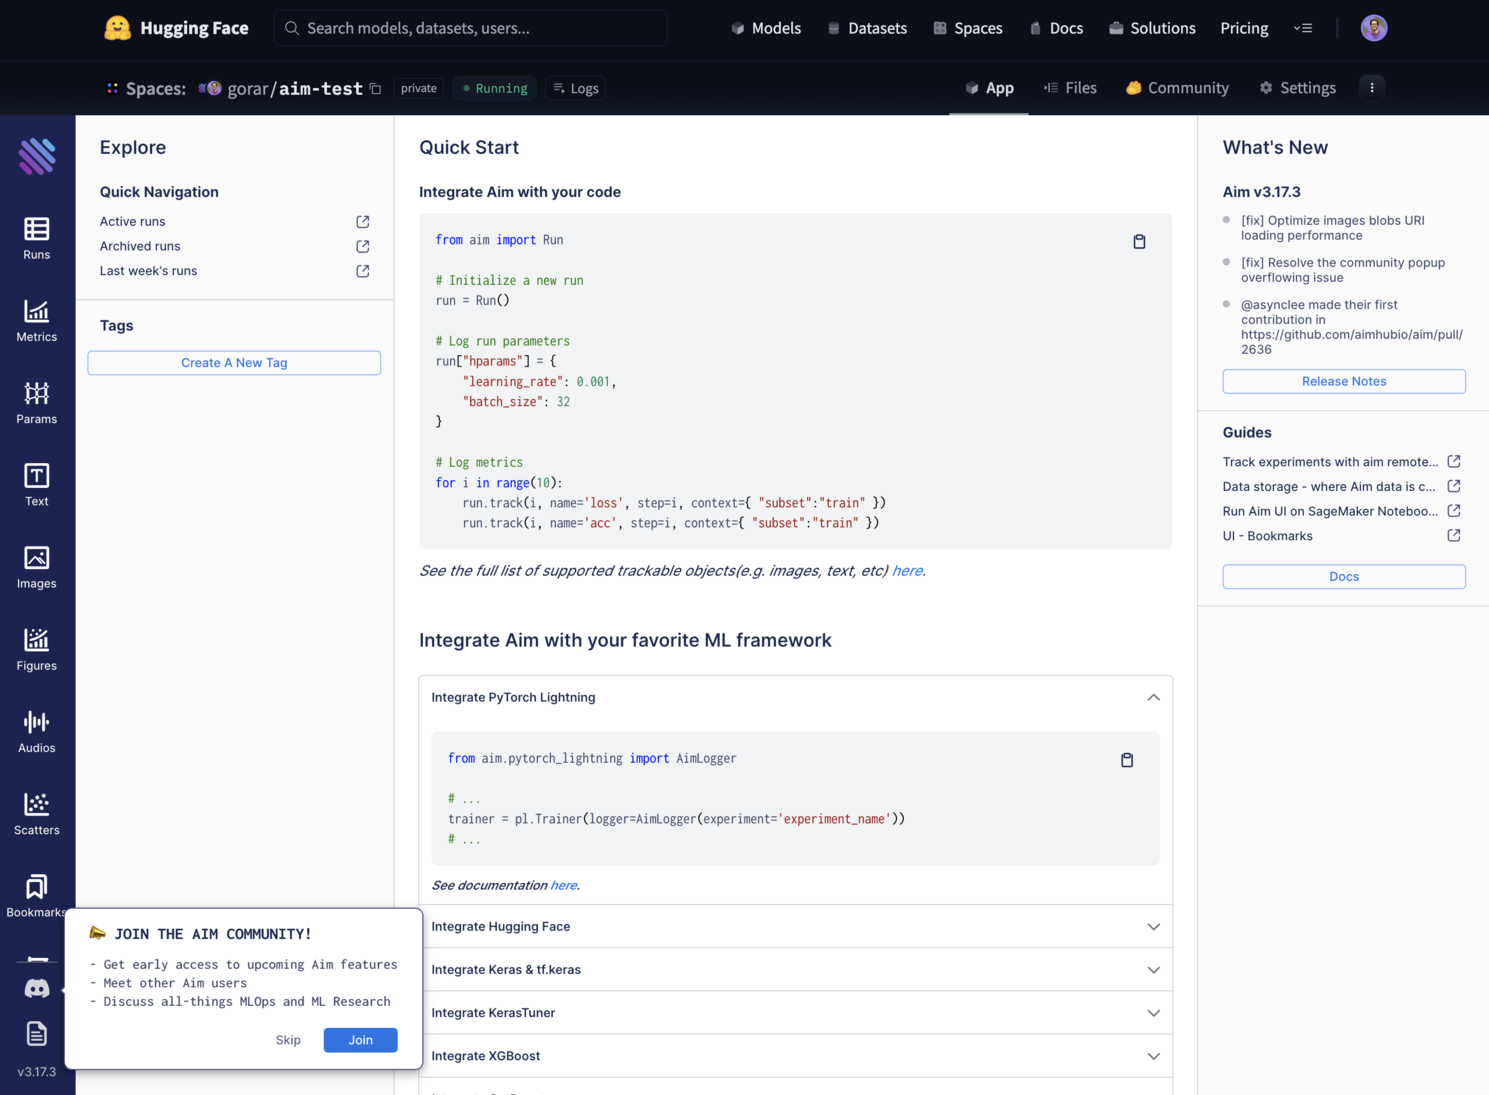 Hugging Face
Search models, datasets, users...
Models
Datasets
Spaces
Docs
Solutions
Pricing
Spaces:
gorar/aim-test
private
Running
Logs
App
Files
Community
Settings
Runs
Metrics
Params
Text
Images
Figures
Audios
Scatters
Bookmarks
v3.17.3
Explore
Quick Navigation
Active runs
Archived runs
Last week's runs
Tags
Create A New Tag
JOIN THE AIM COMMUNITY!
- Get early access to upcoming Aim features
- Meet other Aim users
- Discuss all-things MLOps and ML Research
Skip
Join
Quick Start
Integrate Aim with your code
from aim import Run
# Initialize a new run
run = Run()
# Log run parameters
run["hparams"] = {
"learning_rate": 0.001,
"batch_size": 32
}
# Log metrics
for i in range(10):
run.track(i, name='loss', step=i, context={ "subset":"train" })
run.track(i, name='acc', step=i, context={ "subset":"train" })
See the full list of supported trackable objects(e.g. images, text, etc) here.
Integrate Aim with your favorite ML framework
Integrate PyTorch Lightning
from aim.pytorch_lightning import AimLogger
# ...
trainer = pl.Trainer(logger=AimLogger(experiment='experiment_name'))
# ...
See documentation here.
Integrate Hugging Face
Integrate Keras & tf.keras
Integrate KerasTuner
Integrate XGBoost
What's New
Aim v3.17.3
[fix] Optimize images blobs URI
loading performance
[fix] Resolve the community popup
overflowing issue
@asynclee made their first
contribution in
https://github.com/aimhubio/aim/pull/
2636
Release Notes
Guides
Track experiments with aim remote...
Data storage - where Aim data is c...
Run Aim UI on SageMaker Noteboo...
UI - Bookmarks
Docs